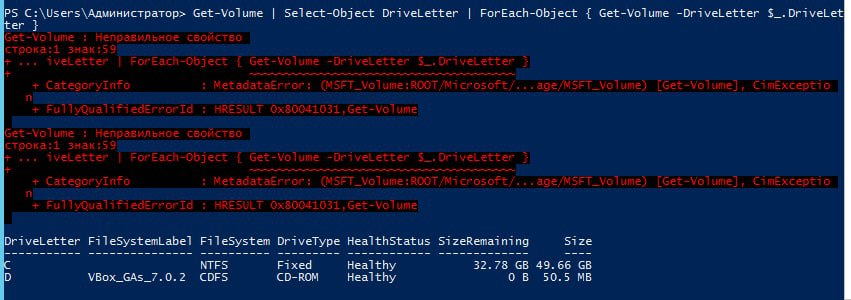 PS C:\Users\Администратор> Get-Volume | Select-Object DriveLetter | ForEach-Object { Get-Volume -DriveLetter $_.DriveLet
ter }
Get-Volume : Неправильное свойство
строка:1 знак:59
+ ... iveLetter | ForEach-Object { Get-Volume -DriveLetter $_.DriveLetter }
+                                  ~~~~~~~~~~~~~~~~~~~~~~~~~~~~~~~~~~~~~~
    + CategoryInfo          : MetadataError: (MSFT_Volume:ROOT/Microsoft/...age/MSFT_Volume) [Get-Volume], CimExceptio
   n
    + FullyQualifiedErrorId : HRESULT 0x80041031,Get-Volume
Get-Volume : Неправильное свойство
строка:1 знак:59
+ ... iveLetter | ForEach-Object { Get-Volume -DriveLetter $_.DriveLetter }
+                                  ~~~~~~~~~~~~~~~~~~~~~~~~~~~~~~~~~~~~~~
    + CategoryInfo          : MetadataError: (MSFT_Volume:ROOT/Microsoft/...age/MSFT_Volume) [Get-Volume], CimExceptio
   n
    + FullyQualifiedErrorId : HRESULT 0x80041031,Get-Volume
DriveLetter FileSystemLabel FileSystem DriveType HealthStatus SizeRemaining     Size
----------- --------------- ---------- --------- ------------ -------------     ----
C                           NTFS       Fixed     Healthy           32.78 GB 49.66 GB
D           VBox_GAs_7.0.2  CDFS       CD-ROM    Healthy                0 B  50.5 MB